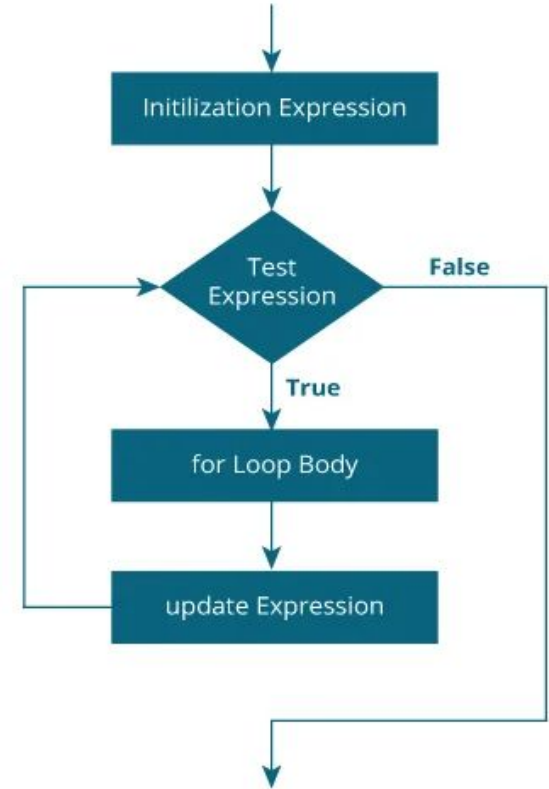 Initilization Expression
Test
Expression
False
True
for Loop Body
update Expression